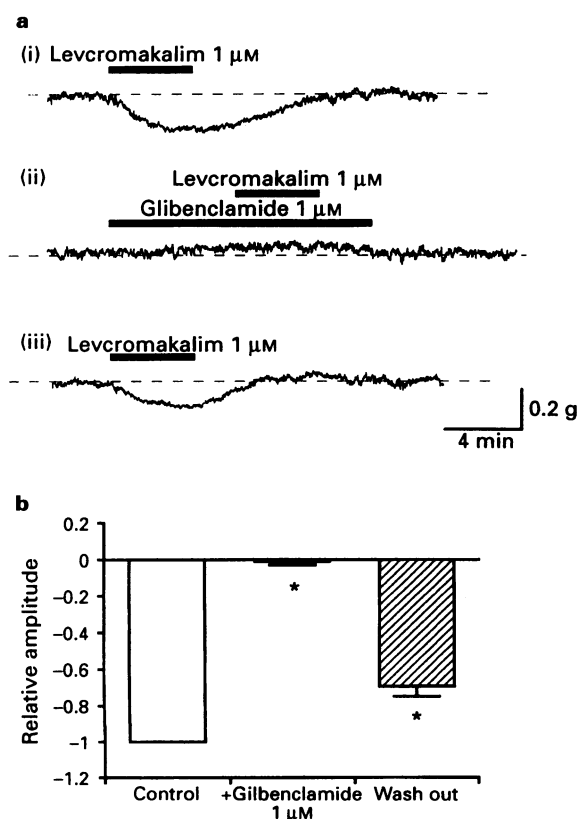 a
(i) Levcromakalim 1 µM
(ii)
Levcromakalim 1 µM
Glibenclamide 1 µM
(iii) Levcromakalim 1 µM
0.2 g
4 min
b
Relative amplitude
0.2
0
−0.2
−0.4
−0.6
−0.8
−1
−1.2
*
*
Control +Gilbenclamide Wash out
1 µM